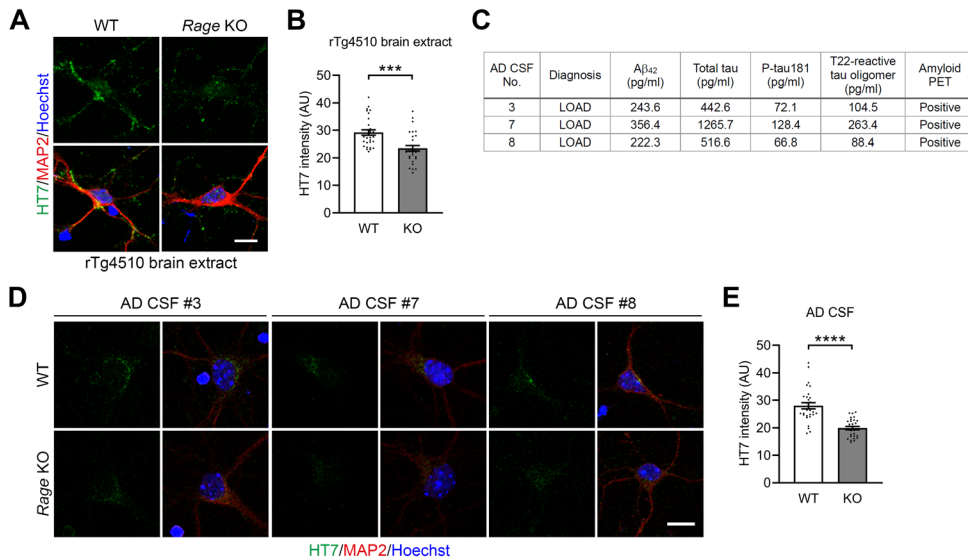 A
WT
Rage KO
HT7/MAP2/Hoechst
rTg4510 brain extract
B
rTg4510 brain extract
***
HT7 intensity (AU)
50
40
30
20
10
0
WT
KO
C
AD CSF No. Diagnosis Aβ42 (pg/ml) Total tau (pg/ml) P-tau181 (pg/ml) T22-reactive tau oligomer (pg/ml) Amyloid PET
3 LOAD 243.6 442.6 72.1 104.5 Positive
7 LOAD 356.4 1265.7 128.4 263.4 Positive
8 LOAD 222.3 516.6 66.8 88.4 Positive
D
AD CSF #3
AD CSF #7
AD CSF #8
WT
Rage KO
HT7/MAP2/Hoechst
E
AD CSF
****
HT7 intensity (AU)
50
40
30
20
10
0
WT
KO